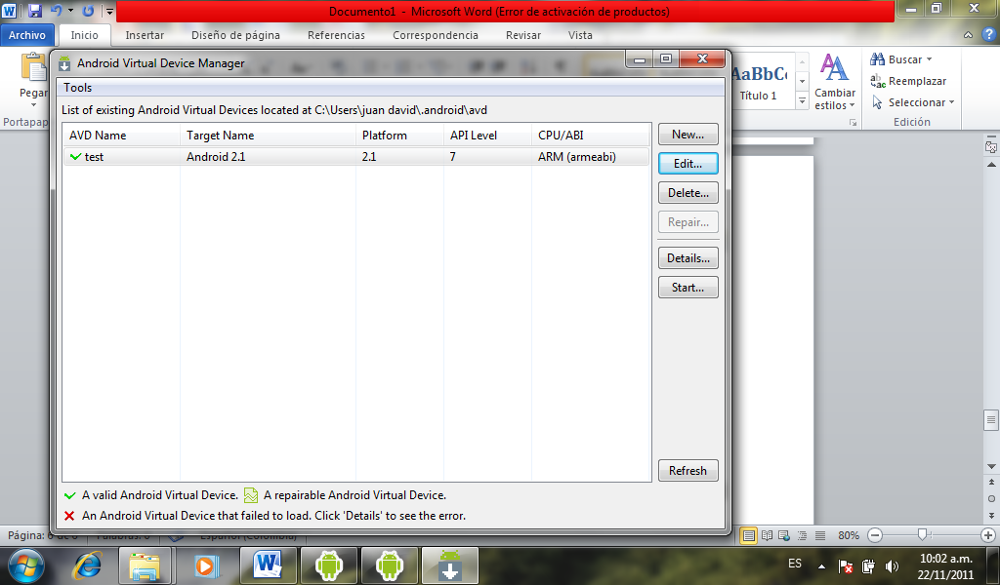 Documento1 - Microsoft Word (Error de activación de productos)
Archivo Inicio Insertar Diseño de página Referencias Correspondencia Revisar Vista
Pegar
Portapap
AaBbCc
Título 1
Cambiar estilos
Buscar
Reemplazar
Seleccionar
Edición
Android Virtual Device Manager
Tools
List of existing Android Virtual Devices located at C:\Users\juan david\.android\avd
AVD Name Target Name Platform API Level CPU/ABI
test Android 2.1 2.1 7 ARM (armeabi)
New...
Edit...
Delete...
Repair...
Details...
Start...
Refresh
A valid Android Virtual Device. A repairable Android Virtual Device.
An Android Virtual Device that failed to load. Click 'Details' to see the error.
Página: 6 de 6 Palabras: 0 Español (Colombia) 80%
ES 10:02 a.m.
22/11/2011